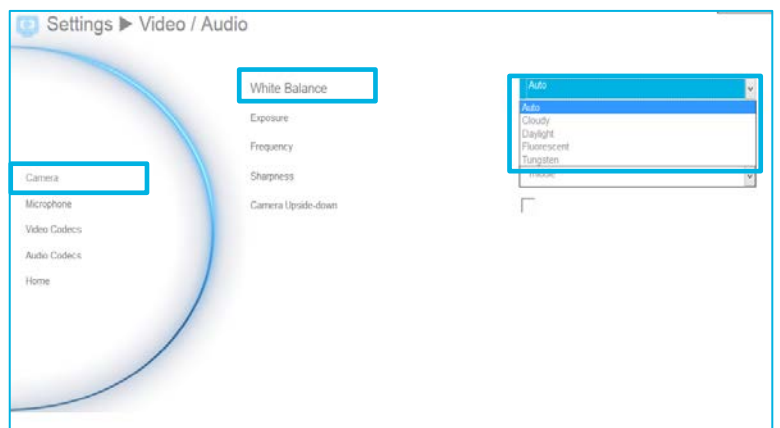 Settings ▶ Video / Audio
Camera
Microphone
Video Codecs
Audio Codecs
Home
White Balance
Exposure
Frequency
Sharpness
Camera Upside-down
Auto
Auto
Cloudy
Daylight
Fluorescent
Tungsten